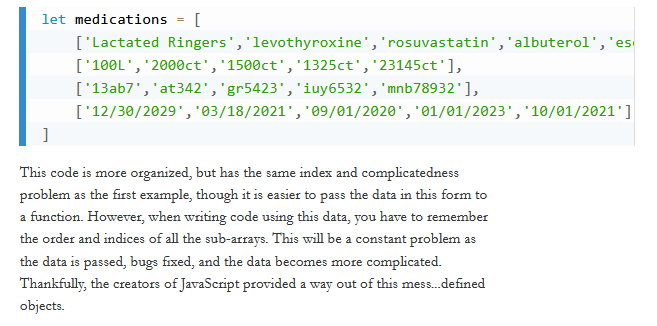 let medications = [
['Lactated Ringers','levothyroxine','rosuvastatin','albuterol','es
['100L','2000ct','1500ct','1325ct','23145ct'],
['13ab7','at342','gr5423','iuy6532','mnb78932'],
['12/30/2029','03/18/2021','09/01/2020','01/01/2023','10/01/2021']
]
This code is more organized, but has the same index and complicatedness
problem as the first example, though it is easier to pass the data in this form to
a function. However, when writing code using this data, you have to remember
the order and indices of all the sub-arrays. This will be a constant problem as
the data is passed, bugs fixed, and the data becomes more complicated.
Thankfully, the creators of JavaScript provided a way out of this mess...defined
objects.